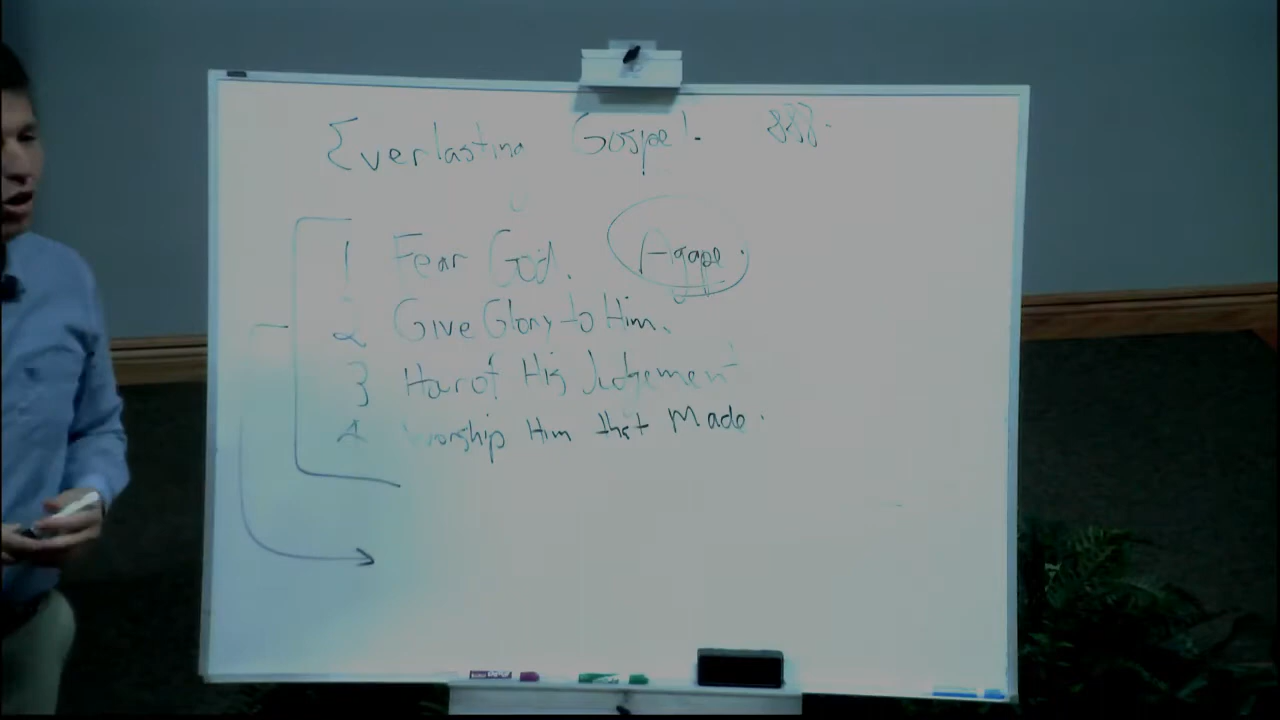 Everlasting Gospel.
1 Fear God. Agape.
2 Give Glory to Him.
3 Hour of His Judgement
4 worship Him that Made.